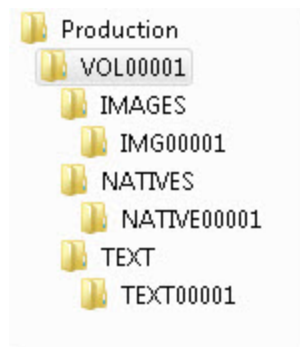 Production
VOL00001
IMAGES
IMG00001
NATIVES
NATIVE00001
TEXT
TEXT00001